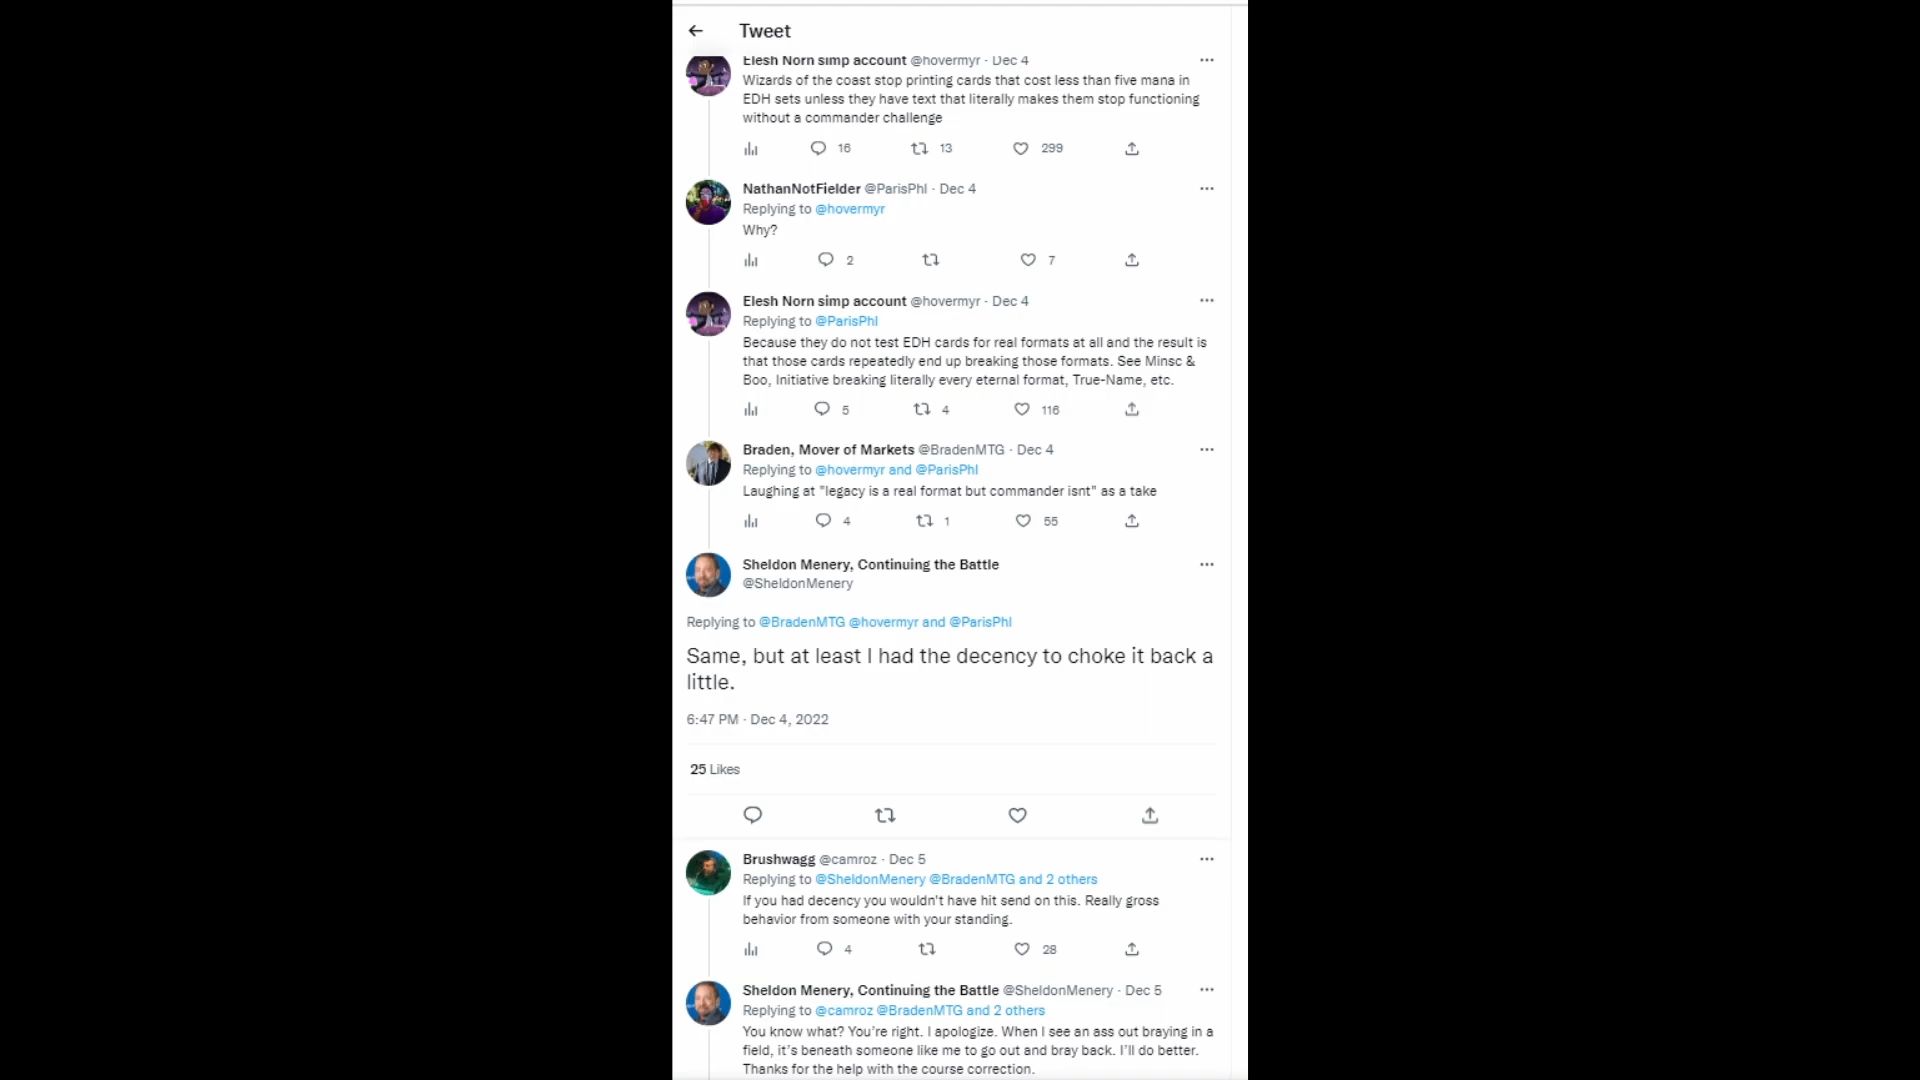 Tweet
Elesh Norn simp account @hovermyr · Dec 4
Wizards of the coast stop printing cards that cost less than five mana in
EDH sets unless they have text that literally makes them stop functioning
without a commander challenge
16 13 299
NathanNotFielder @ParisPhl · Dec 4
Replying to @hovermyr
Why?
2 7
Elesh Norn simp account @hovermyr · Dec 4
Replying to @ParisPhl
Because they do not test EDH cards for real formats at all and the result is
that those cards repeatedly end up breaking those formats. See Minsc &
Boo, Initiative breaking literally every eternal format, True-Name, etc.
5 4 116
Braden, Mover of Markets @BradenMTG · Dec 4
Replying to @hovermyr and @ParisPhl
Laughing at "legacy is a real format but commander isnt" as a take
4 1 55
Sheldon Menery, Continuing the Battle
@SheldonMenery
Replying to @BradenMTG @hovermyr and @ParisPhl
Same, but at least I had the decency to choke it back a
little.
6:47 PM · Dec 4, 2022
25 Likes
Brushwagg @camroz · Dec 5
Replying to @SheldonMenery @BradenMTG and 2 others
If you had decency you wouldn't have hit send on this. Really gross
behavior from someone with your standing.
4 28
Sheldon Menery, Continuing the Battle @SheldonMenery · Dec 5
Replying to @camroz @BradenMTG and 2 others
You know what? You're right. I apologize. When I see an ass out braying in a
field, it's beneath someone like me to go out and bray back. I'll do better.
Thanks for the help with the course correction.